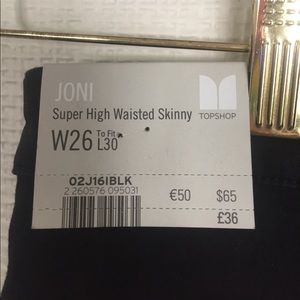 JONI
Super High Waisted Skinny
TOPSHOP
W26 To Fit L30
02J16IBLK
2 260576 095031
€50 $65
£36